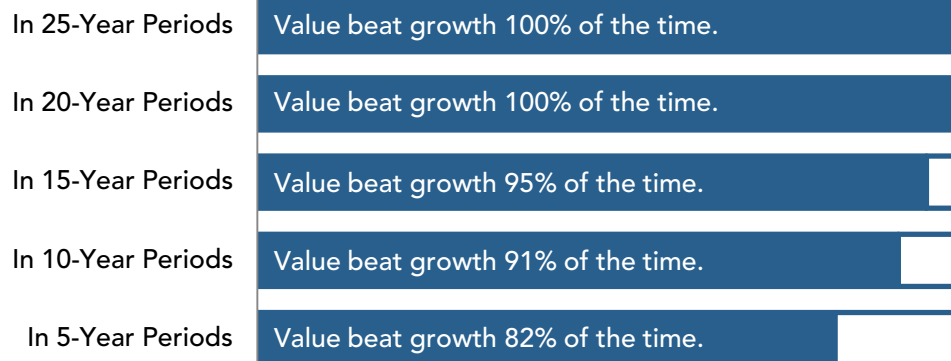 In 25-Year Periods Value beat growth 100% of the time.
In 20-Year Periods Value beat growth 100% of the time.
In 15-Year Periods Value beat growth 95% of the time.
In 10-Year Periods Value beat growth 91% of the time.
In 5-Year Periods Value beat growth 82% of the time.